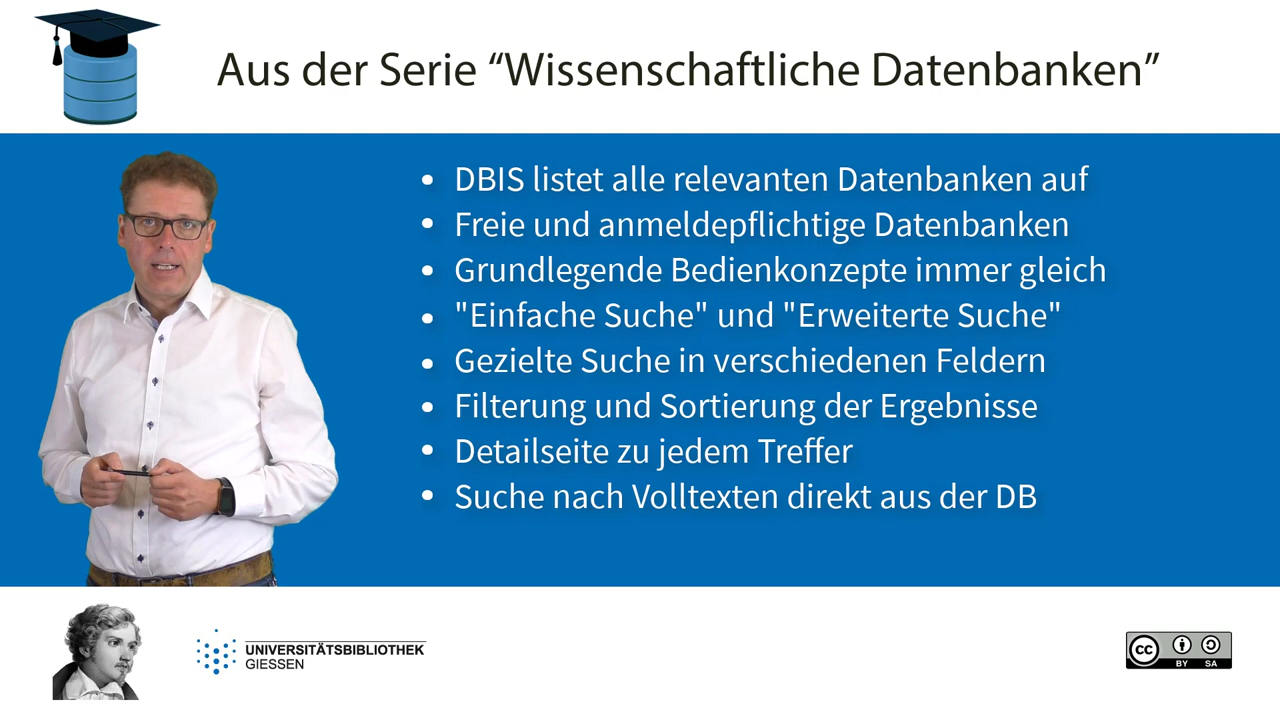 Aus der Serie “Wissenschaftliche Datenbanken”
• DBIS listet alle relevanten Datenbanken auf
• Freie und anmeldepflichtige Datenbanken
• Grundlegende Bedienkonzepte immer gleich
• "Einfache Suche" und "Erweiterte Suche"
• Gezielte Suche in verschiedenen Feldern
• Filterung und Sortierung der Ergebnisse
• Detailseite zu jedem Treffer
• Suche nach Volltexten direkt aus der DB
UNIVERSITÄTSBIBLIOTHEK
GIESSEN
cc
BY SA